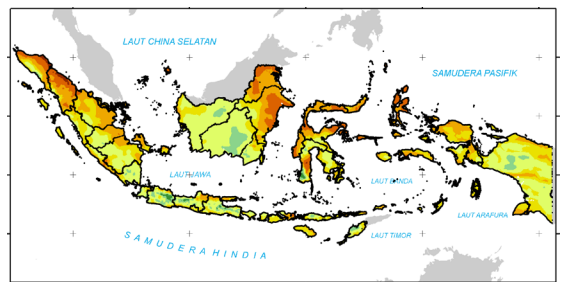 LAUT CHINA SELATAN
SAMUDERA PASIFIK
LAUT JAWA
LAUT BANDA
LAUT ARAFURA
LAUT TIMOR
SAMUDERA HINDIA